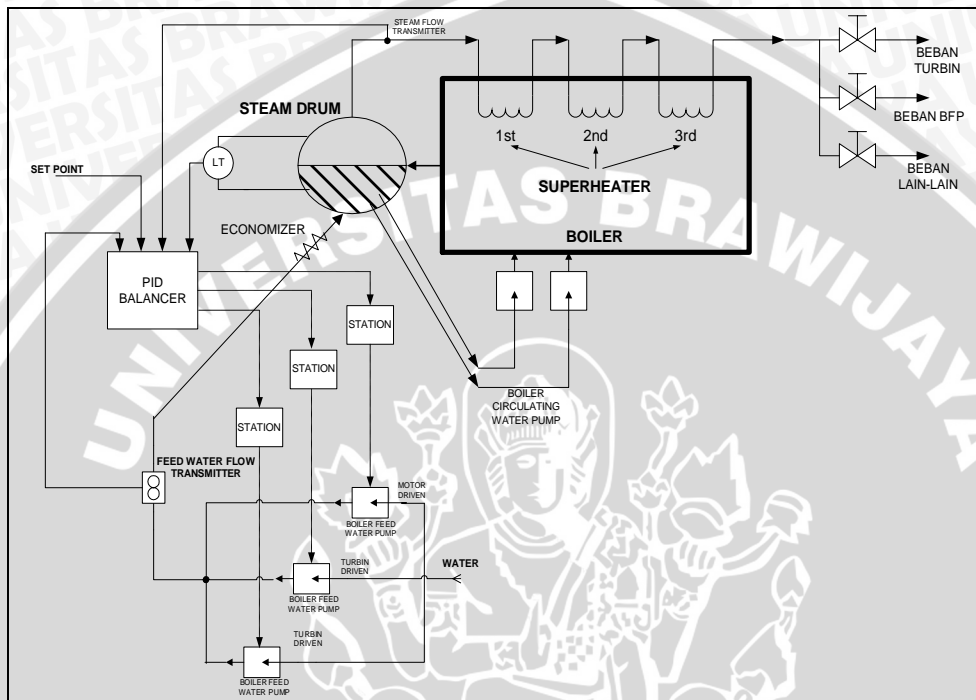 STEAM FLOW
TRANSMITTER
BEBAN
TURBIN
STEAM DRUM
1st
2nd
3rd
BEBAN BFP
LT
SET POINT
SUPERHEATER
BEBAN
LAIN-LAIN
ECONOMIZER
BOILER
PID
BALANCER
STATION
STATION
STATION
BOILER
CIRCULATING
WATER PUMP
FEED WATER FLOW
TRANSMITTER
MOTOR
DRIVEN
BOILER FEED
WATER PUMP
TURBIN
DRIVEN
WATER
BOILER FEED
WATER PUMP
TURBIN
DRIVEN
BOILER FEED
WATER PUMP
UNIVERSITAS BRAWIJAYA